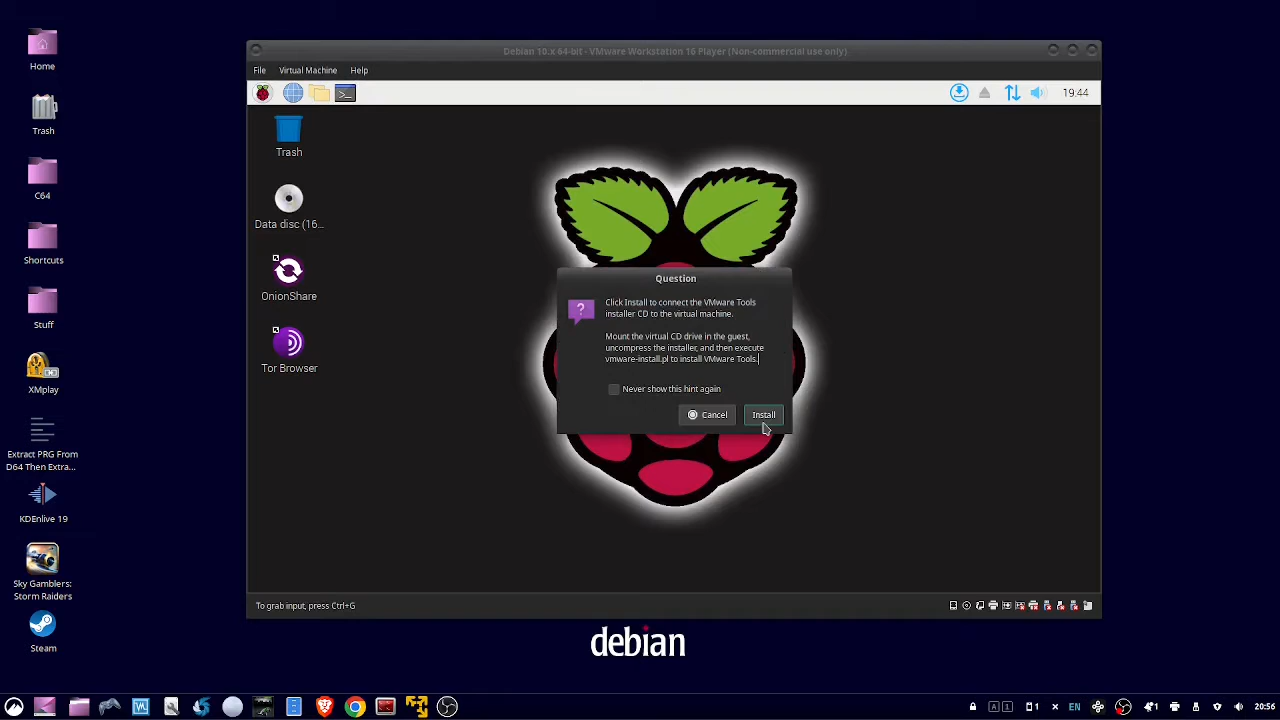 Home
Trash
C64
Shortcuts
Stuff
XMplay
Extract PRG From
D64 Then Extra...
KDEnlive 19
Sky Gamblers:
Storm Raiders
Steam
Debian 10.x 64-bit - VMware Workstation 16 Player (Non-commercial use only)
File Virtual Machine Help
19:44
Trash
Data disc (16...
OnionShare
Tor Browser
Question
Click Install to connect the VMware Tools
installer CD to the virtual machine.
Mount the virtual CD drive in the guest,
uncompress the installer, and then execute
vmware-install.pl to install VMware Tools.
Never show this hint again
Cancel Install
To grab input, press Ctrl+G
debian
A 1 1 EN 1 20:56